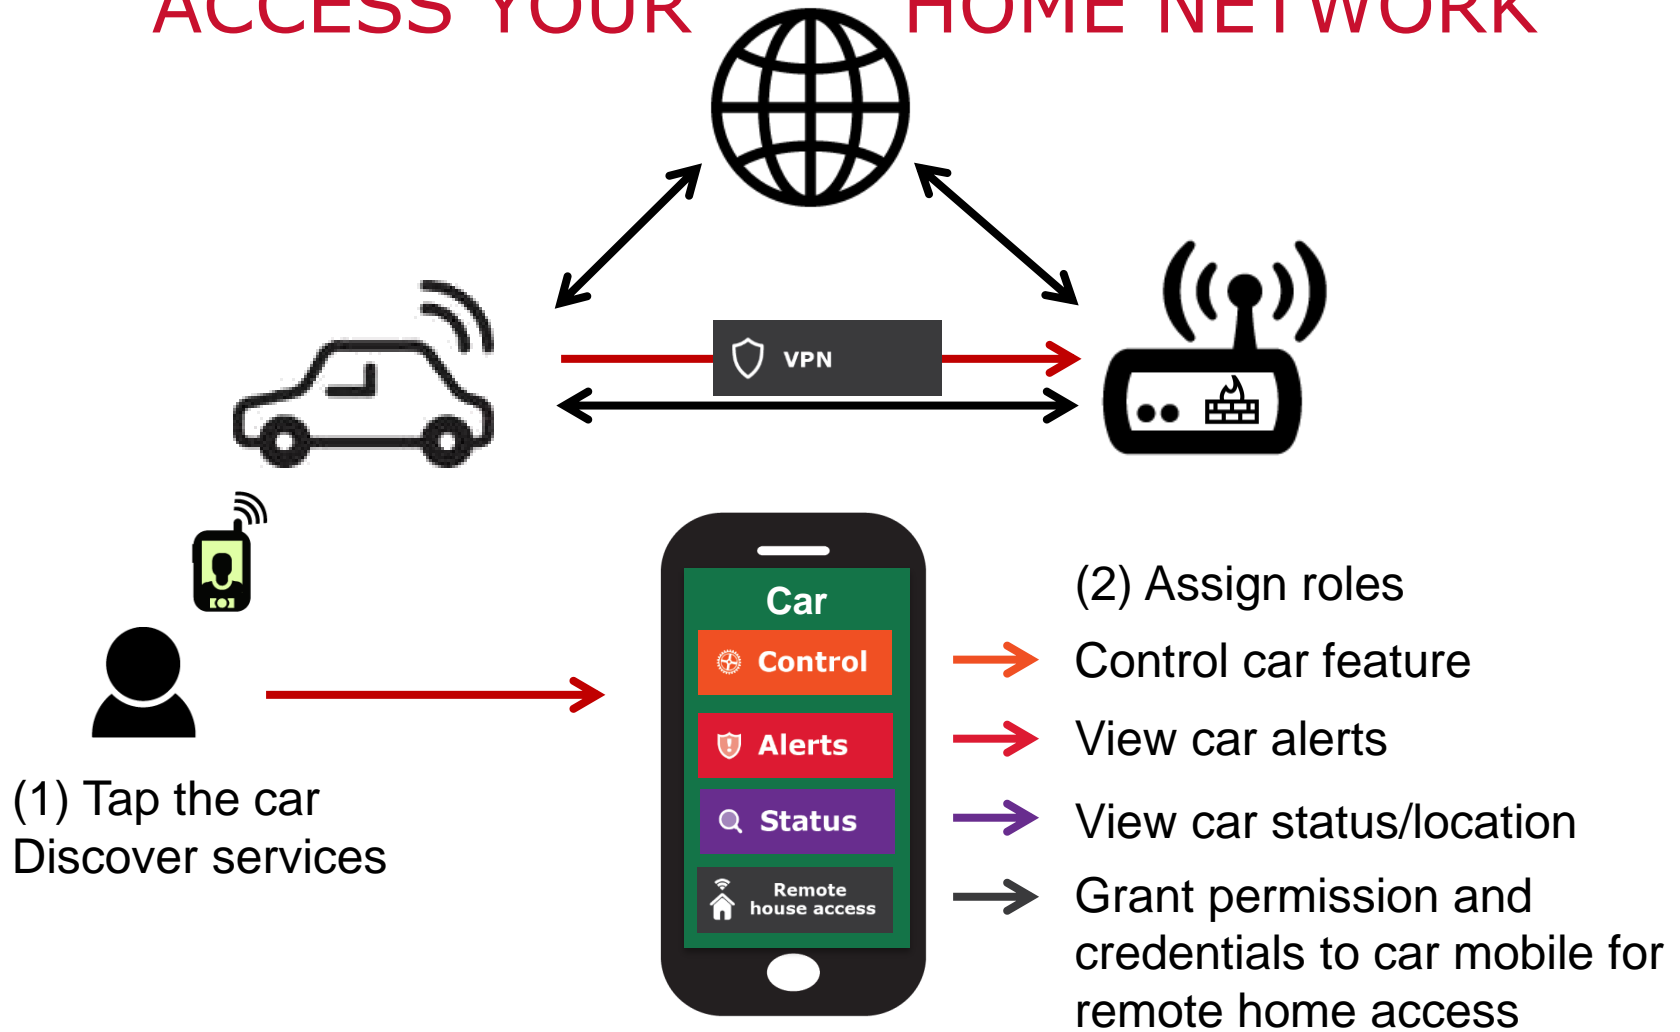 ACCESS YOUR HOME NETWORK
VPN
(1) Tap the car
Discover services
Car
Control
Alerts
Status
Remote
house access
(2) Assign roles
Control car feature
View car alerts
View car status/location
Grant permission and
credentials to car mobile for
remote home access